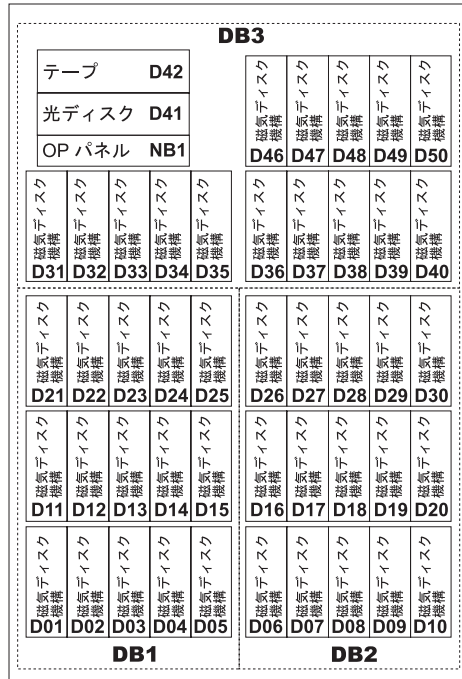 DB3
テープ D42
光ディスク D41
OP パネル NB1
磁気ディスク機構 磁気ディスク機構 磁気ディスク機構 磁気ディスク機構 磁気ディスク機構
D46 D47 D48 D49 D50
磁気ディスク機構 磁気ディスク機構 磁気ディスク機構 磁気ディスク機構 磁気ディスク機構 磁気ディスク機構 磁気ディスク機構 磁気ディスク機構 磁気ディスク機構 磁気ディスク機構
D31 D32 D33 D34 D35 D36 D37 D38 D39 D40
磁気ディスク機構 磁気ディスク機構 磁気ディスク機構 磁気ディスク機構 磁気ディスク機構 磁気ディスク機構 磁気ディスク機構 磁気ディスク機構 磁気ディスク機構 磁気ディスク機構
D21 D22 D23 D24 D25 D26 D27 D28 D29 D30
磁気ディスク機構 磁気ディスク機構 磁気ディスク機構 磁気ディスク機構 磁気ディスク機構 磁気ディスク機構 磁気ディスク機構 磁気ディスク機構 磁気ディスク機構 磁気ディスク機構
D11 D12 D13 D14 D15 D16 D17 D18 D19 D20
磁気ディスク機構 磁気ディスク機構 磁気ディスク機構 磁気ディスク機構 磁気ディスク機構 磁気ディスク機構 磁気ディスク機構 磁気ディスク機構 磁気ディスク機構 磁気ディスク機構
D01 D02 D03 D04 D05 D06 D07 D08 D09 D10
DB1 DB2